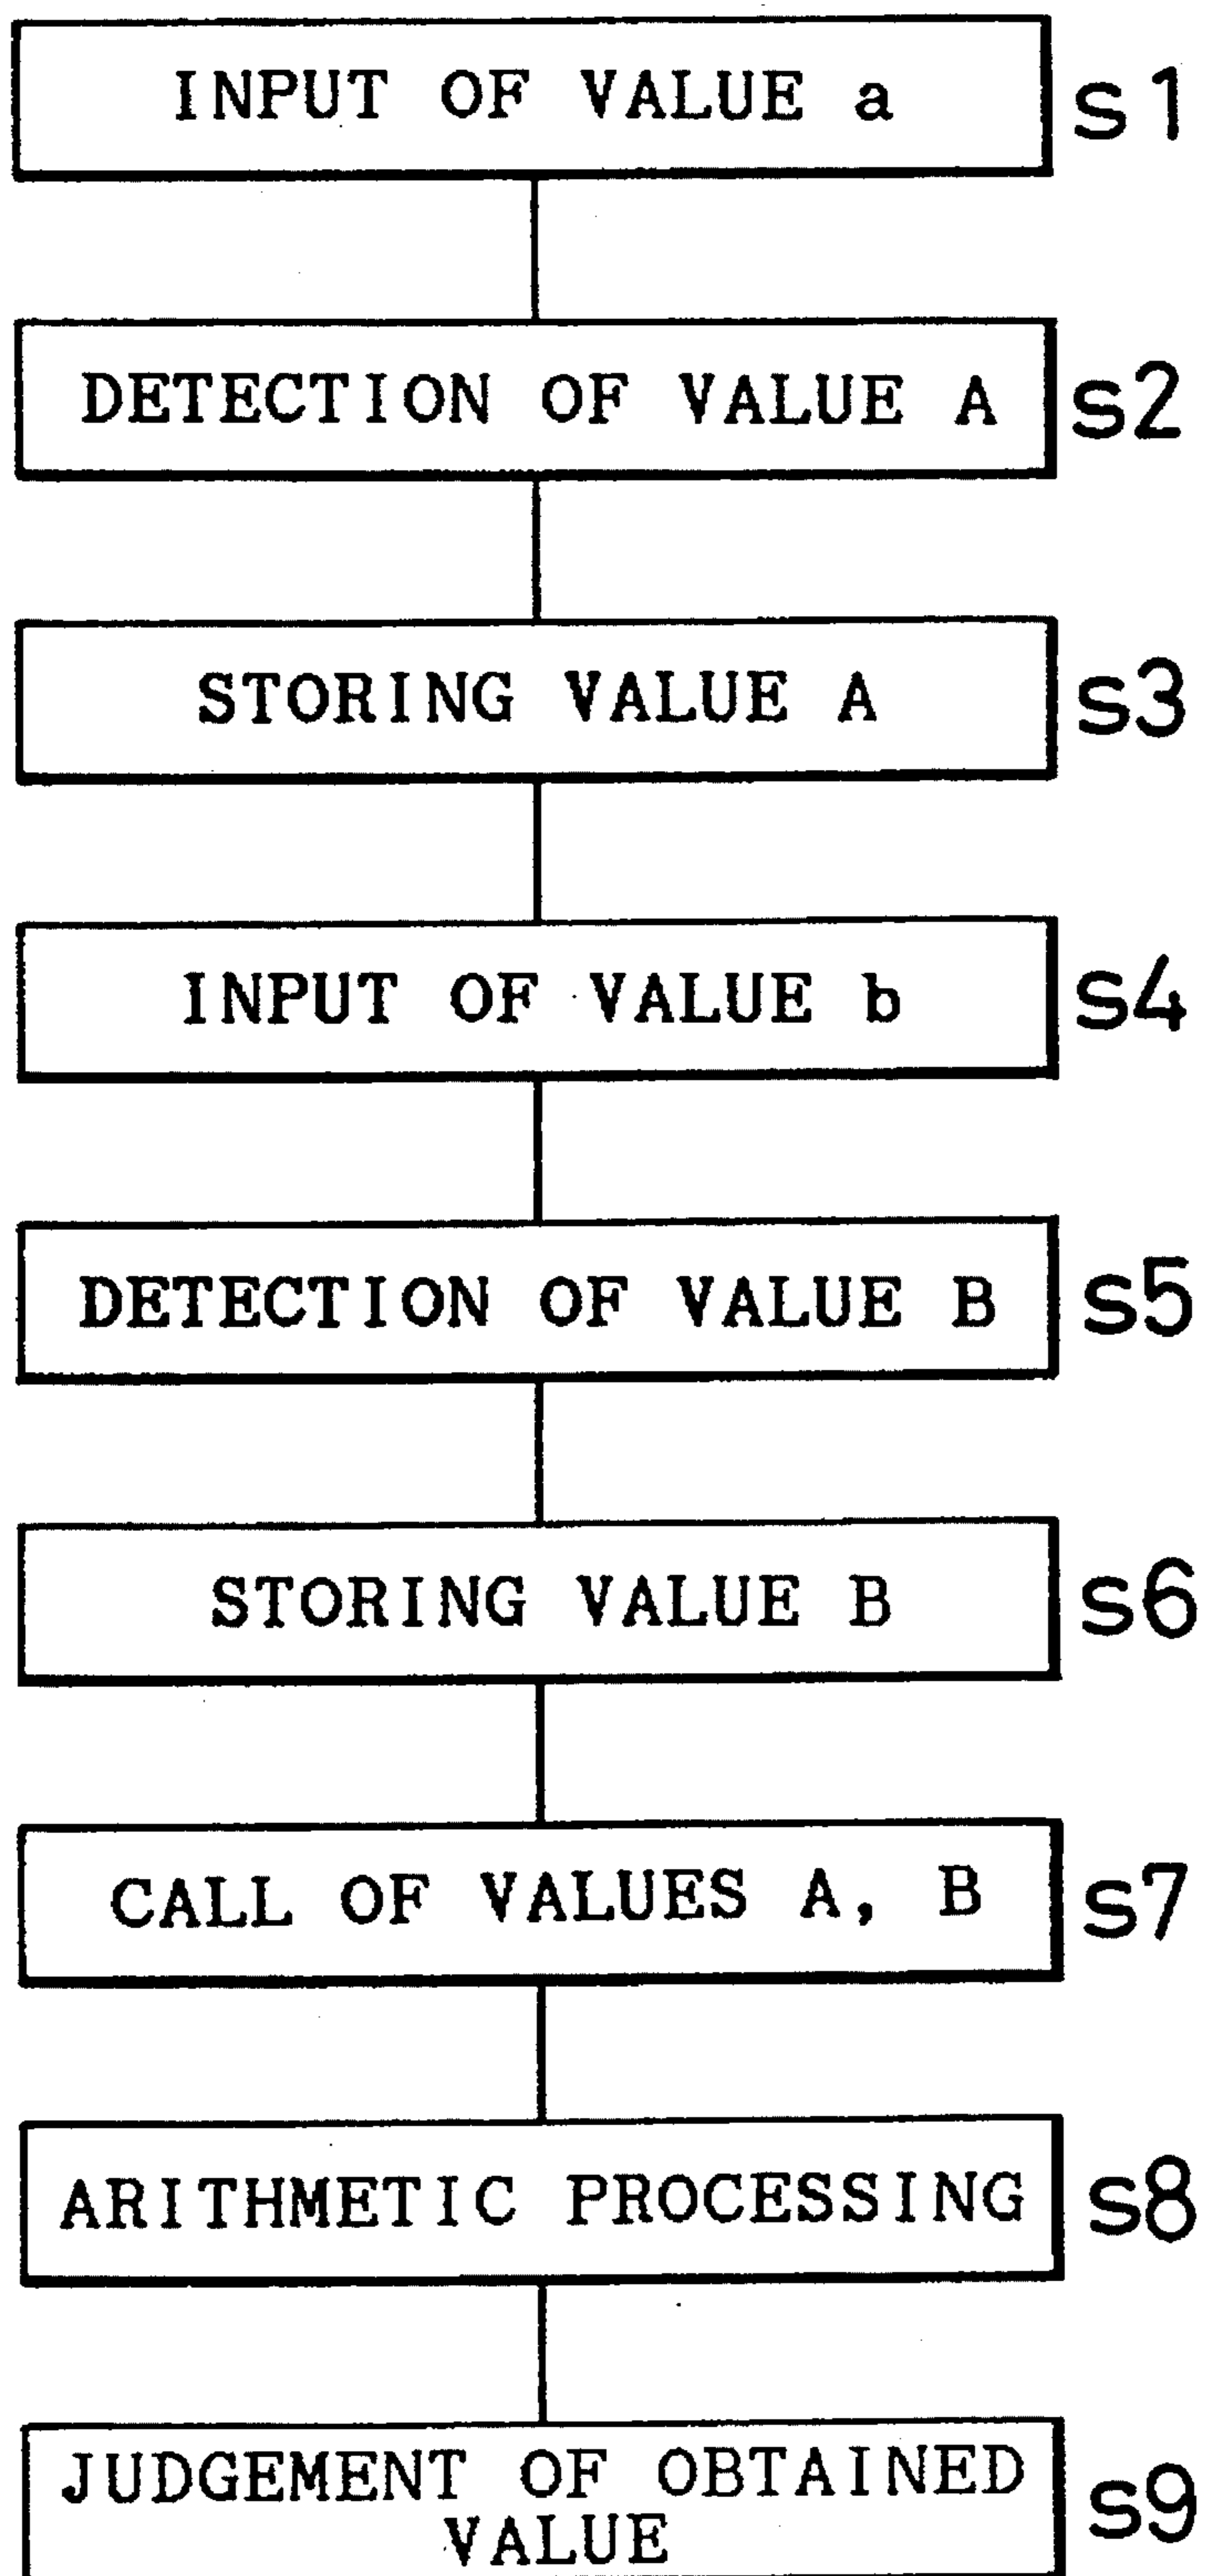 INPUT OF VALUE a s1
DETECTION OF VALUE A s2
STORING VALUE A s3
INPUT OF VALUE b s4
DETECTION OF VALUE B s5
STORING VALUE B s6
CALL OF VALUES A, B s7
ARITHMETIC PROCESSING s8
JUDGEMENT OF OBTAINED s9
VALUE